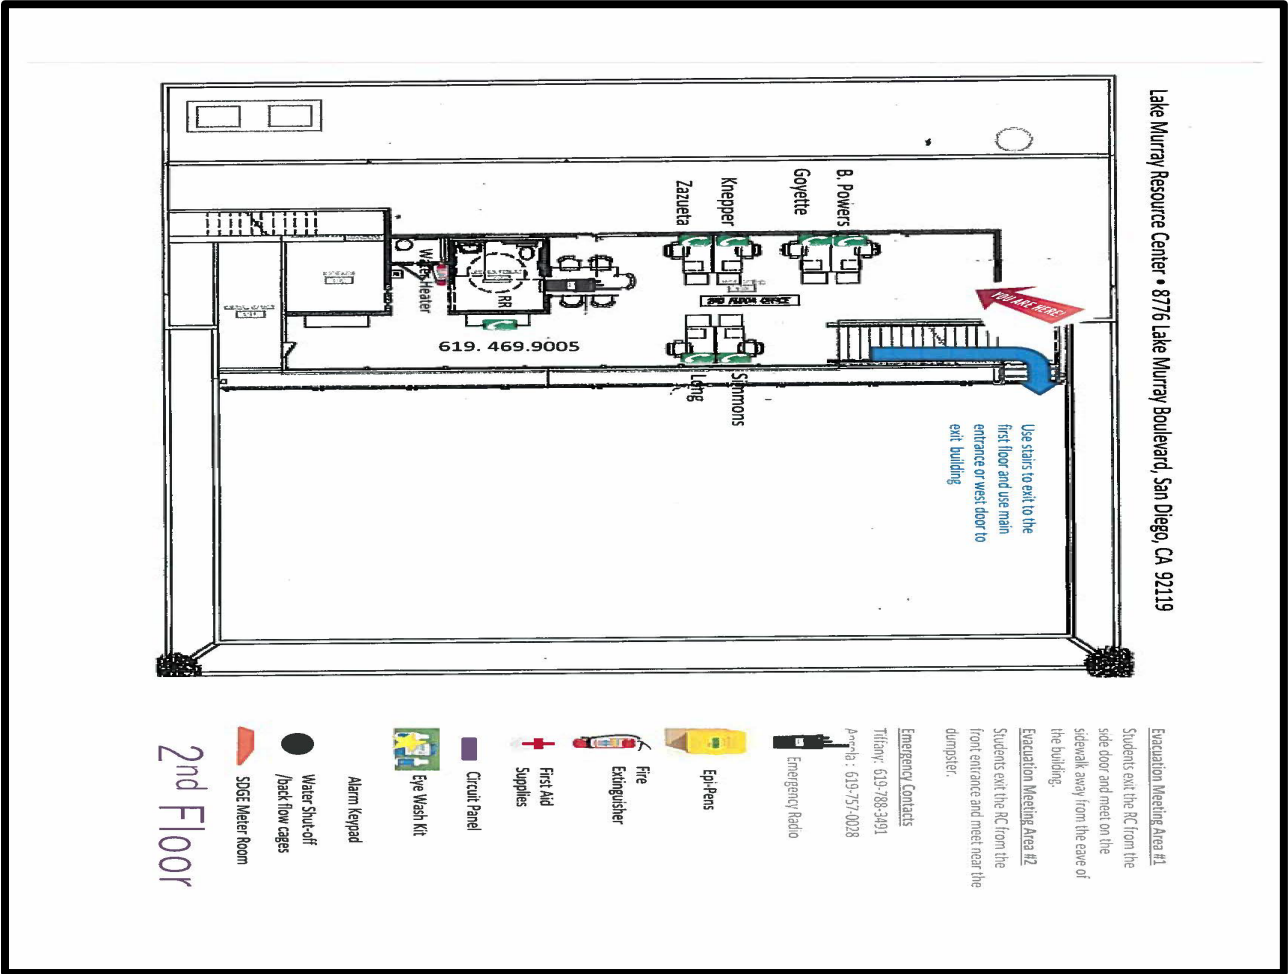 Lake Murray Resource Center • 8776 Lake Murray Boulevard, San Diego, CA 92119
YOU ARE HERE!
B. Powers
Goyette
Knepper
Zazueta
2ND FLOOR OFFICE
Simmons
Long
RR
Water Heater
619. 469.9005
Use stairs to exit to the
first floor and use main
entrance or west door to
exit building
Evacuation Meeting Area #1
Students exit the RC from the
side door and meet on the
sidewalk away from the eave of
the building.
Evacuation Meeting Area #2
Students exit the RC from the
front entrance and meet near the
dumpster.
Emergency Contacts
Tiffany: 619-788-3491
Angela : 619-757-0028
Emergency Radio
Epi-Pens
Fire
Extinguisher
First Aid
Supplies
Circuit Panel
Eye Wash Kit
Alarm Keypad
Water Shut-off
/back flow cages
SDGE Meter Room
2nd Floor